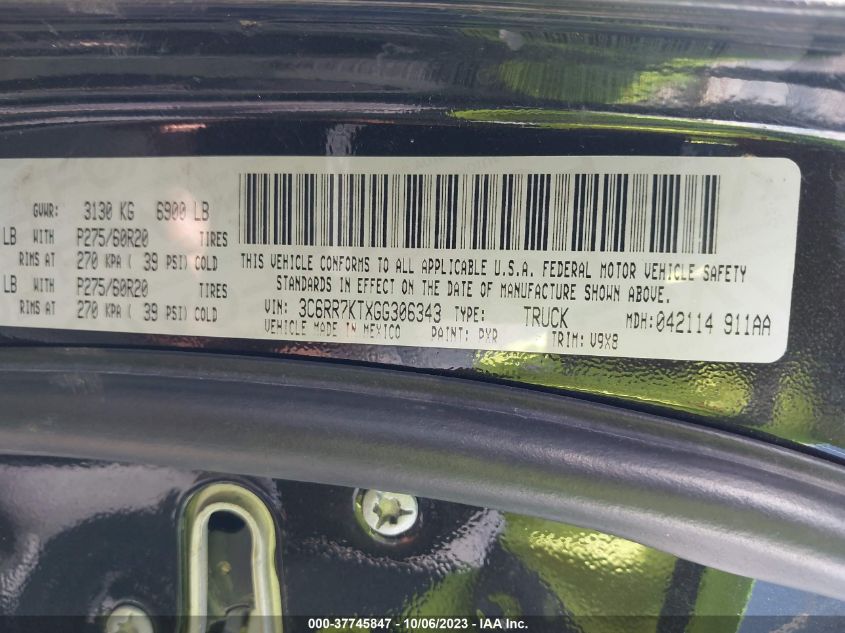 GVWR: 3130 KG 6900 LB
LB WITH P275/60R20 TIRES
RIMS AT 270 KPA ( 39 PSI) COLD
LB WITH P275/60R20 TIRES
RIMS AT 270 KPA ( 39 PSI) COLD
THIS VEHICLE CONFORMS TO ALL APPLICABLE U.S.A. FEDERAL MOTOR VEHICLE SAFETY
STANDARDS IN EFFECT ON THE DATE OF MANUFACTURE SHOWN ABOVE.
VIN: 3C6RR7KTXGG306343 TYPE: TRUCK MDH: 042114 911AA
VEHICLE MADE IN MEXICO PAINT: PXR TRIM: V9X8
000-37745847 - 10/06/2023 - IAA Inc.